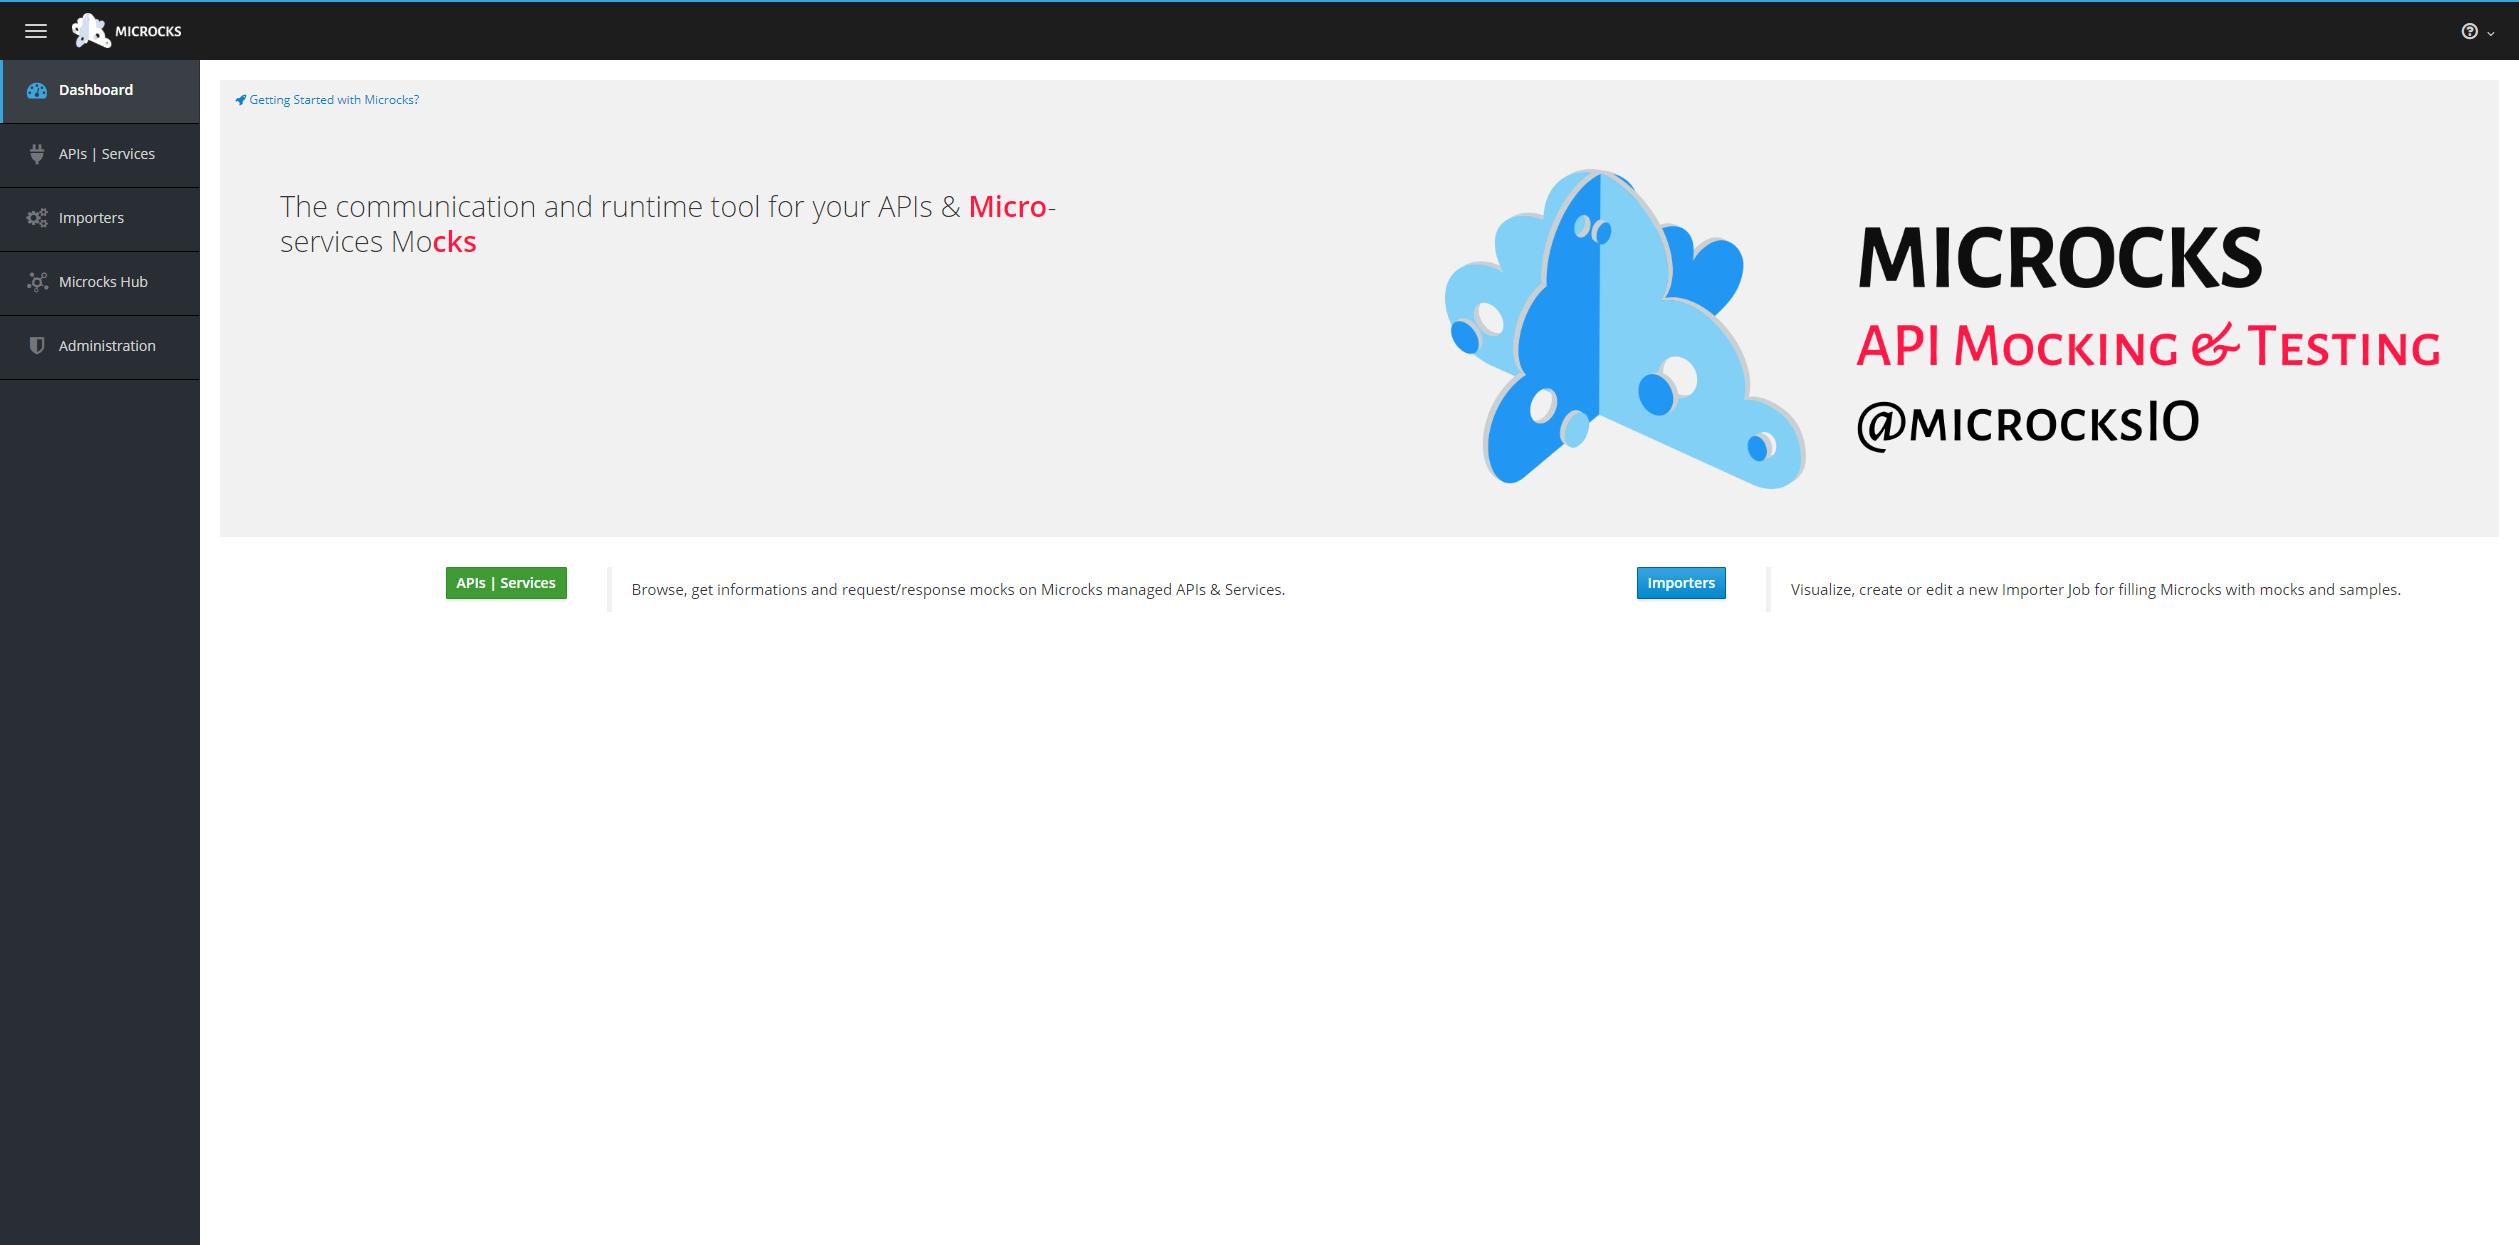 MICROCKS
Dashboard
APIs | Services
Importers
Microcks Hub
Administration
Getting Started with Microcks?
The communication and runtime tool for your APIs & Micro-
services Mocks
MICROCKS
API Mocking & Testing
@microcksIO
APIs | Services
Browse, get informations and request/response mocks on Microcks managed APIs & Services.
Importers
Visualize, create or edit a new Importer Job for filling Microcks with mocks and samples.